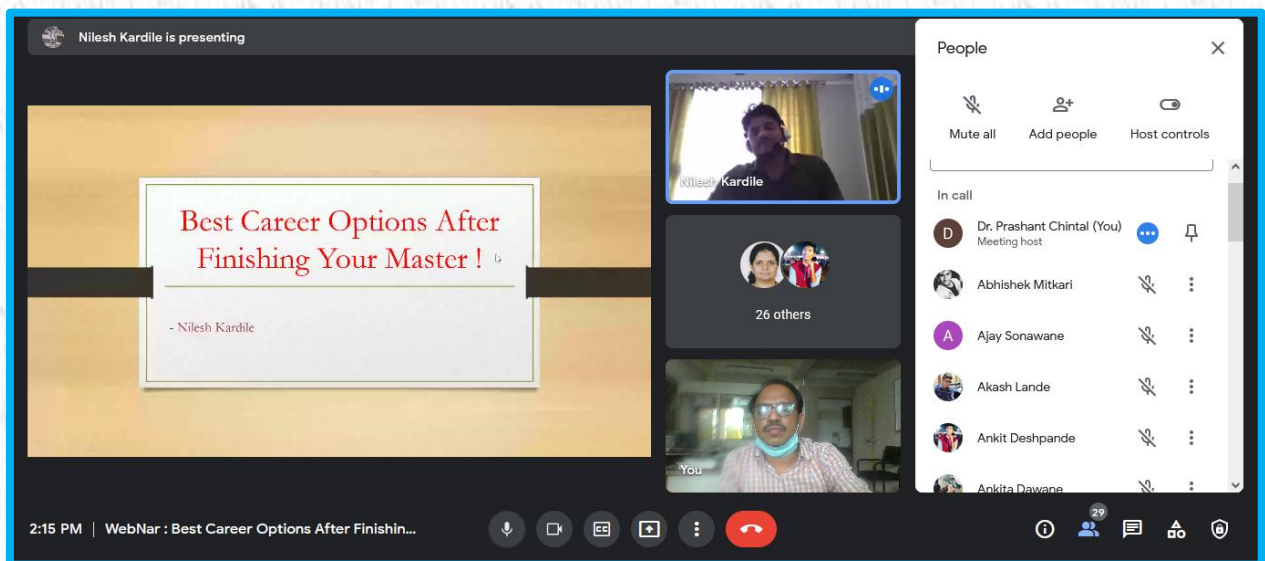 Nilesh Kardile is presenting
Best Career Options After
Finishing Your Master !
- Nilesh Kardile
Nilesh Kardile
26 others
You
People
Mute all
Add people
Host controls
In call
D
Dr. Prashant Chintal (You)
Meeting host
Abhishek Mitkari
A
Ajay Sonawane
Akash Lande
Ankit Deshpande
Ankita Dawane
2:15 PM | WebNar : Best Career Options After Finishin...
CC
29